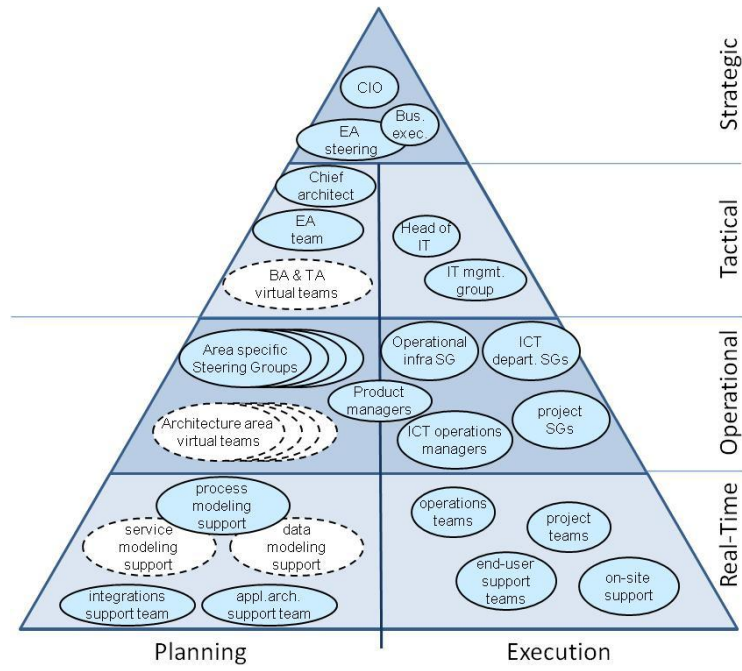 CIO
Bus.
exec.
EA
steering
Strategic
Chief
architect
EA
team
BA & TA
virtual teams
Head of
IT
IT mgmt.
group
Tactical
Area specific
Steering Groups
Operational
infra SG
ICT
depart. SGs
Product
managers
Architecture area
virtual teams
ICT operations
managers
project
SGs
Operational
process
modeling
support
service
modeling
support
data
modeling
support
integrations
support team
appl.arch.
support team
operations
teams
project
teams
end-user
support
teams
on-site
support
Real-Time
Planning
Execution